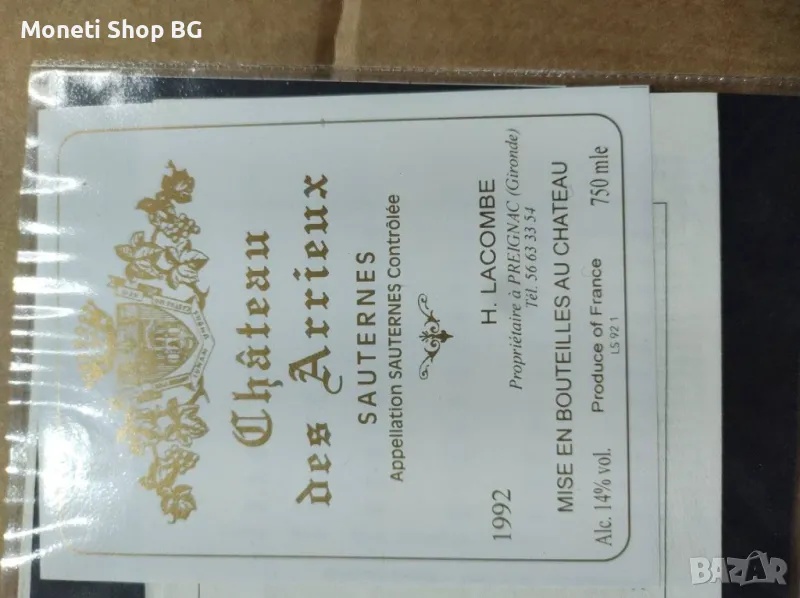 Moneti Shop BG
Château
des Arrieux
SAUTERNES
Appellation SAUTERNES Contrôlée
1992
H. LACOMBE
Propriétaire à PREIGNAC (Gironde)
Tél. 56 63 33 54
MISE EN BOUTEILLES AU CHATEAU
Alc. 14% vol. Produce of France 750 mle
LS 92 1
BAZAR